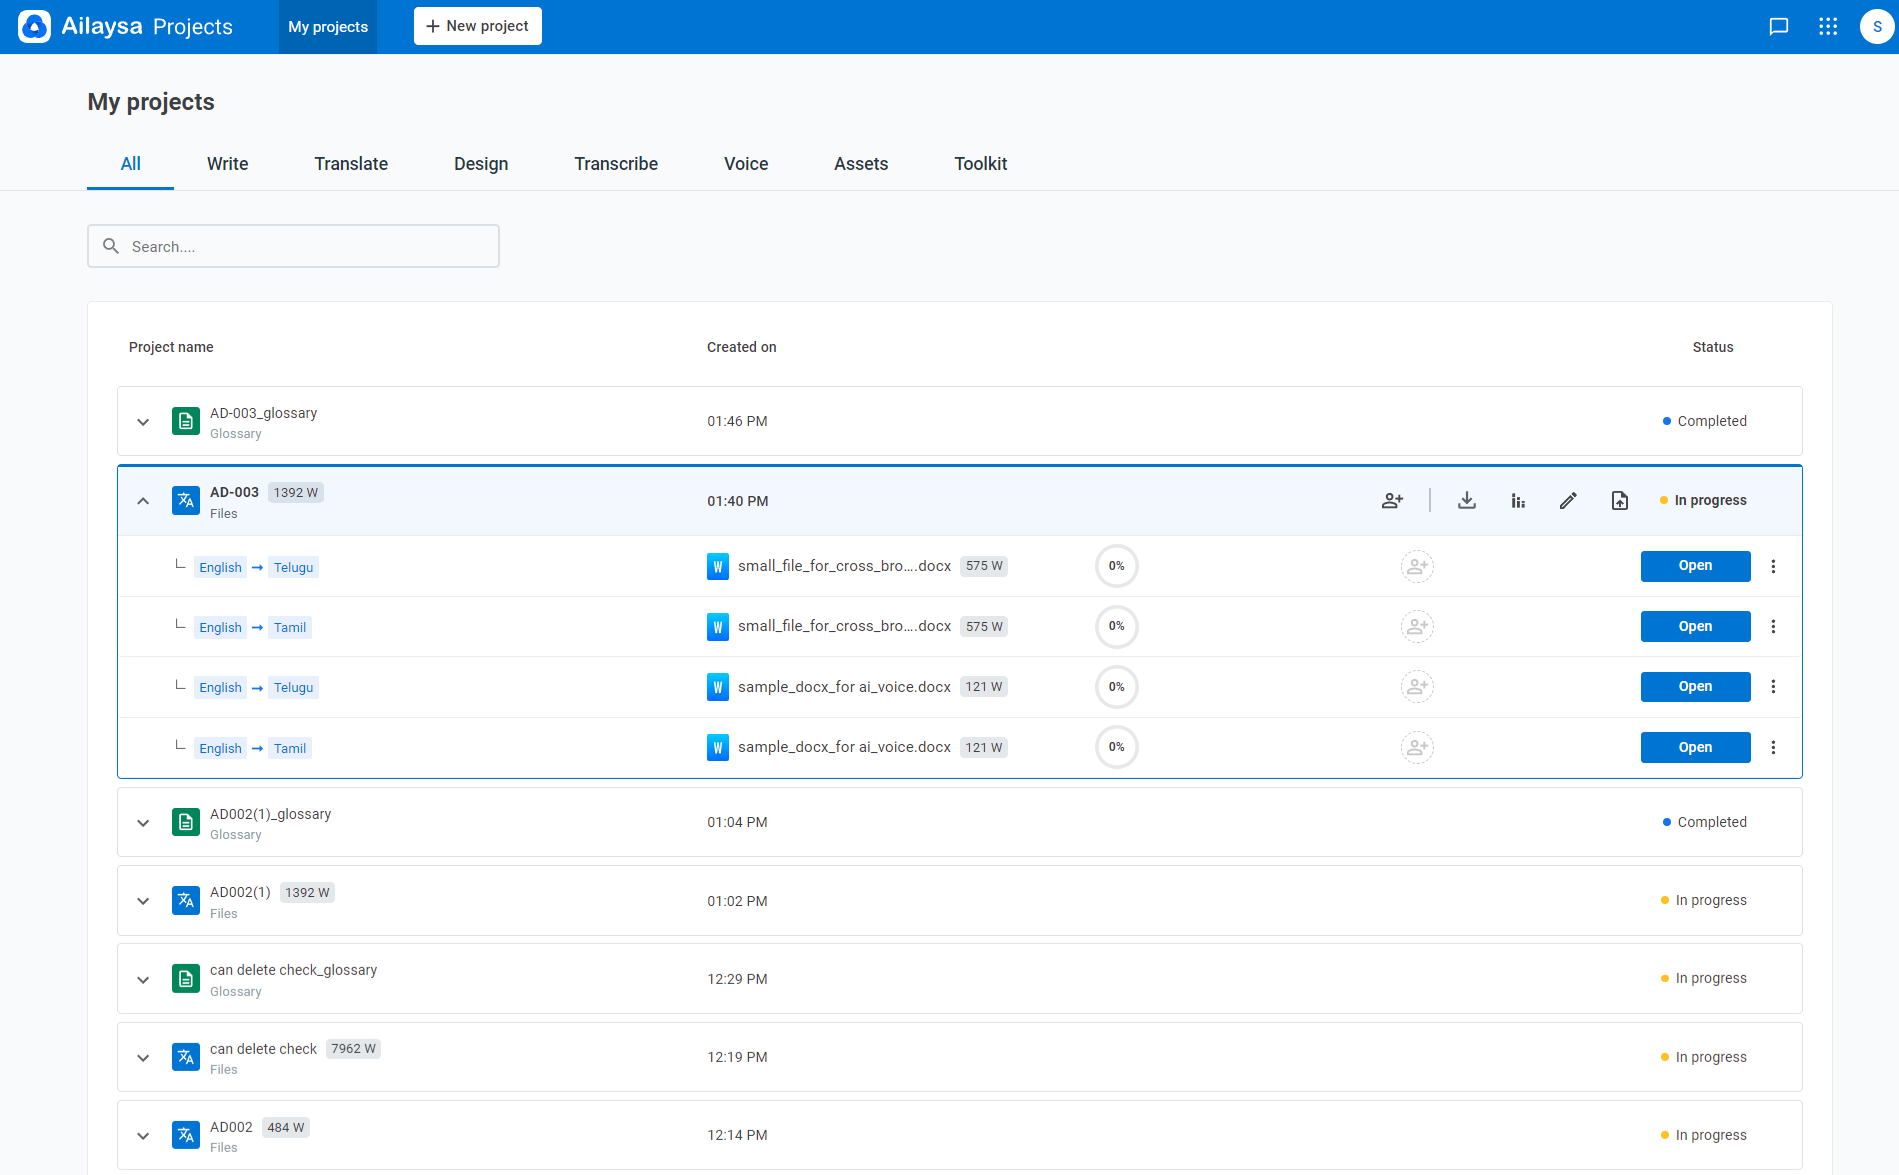 Ailaysa Projects My projects + New project S
My projects
All Write Translate Design Transcribe Voice Assets Toolkit
Search....
Project name Created on Status
AD-003_glossary
Glossary
01:46 PM
Completed
AD-003 1392 W
Files
01:40 PM
In progress
English → Telugu small_file_for_cross_bro....docx 575 W 0% Open
English → Tamil small_file_for_cross_bro....docx 575 W 0% Open
English → Telugu sample_docx_for ai_voice.docx 121 W 0% Open
English → Tamil sample_docx_for ai_voice.docx 121 W 0% Open
AD002(1)_glossary
Glossary
01:04 PM
Completed
AD002(1) 1392 W
Files
01:02 PM
In progress
can delete check_glossary
Glossary
12:29 PM
In progress
can delete check 7962 W
Files
12:19 PM
In progress
AD002 484 W
Files
12:14 PM
In progress